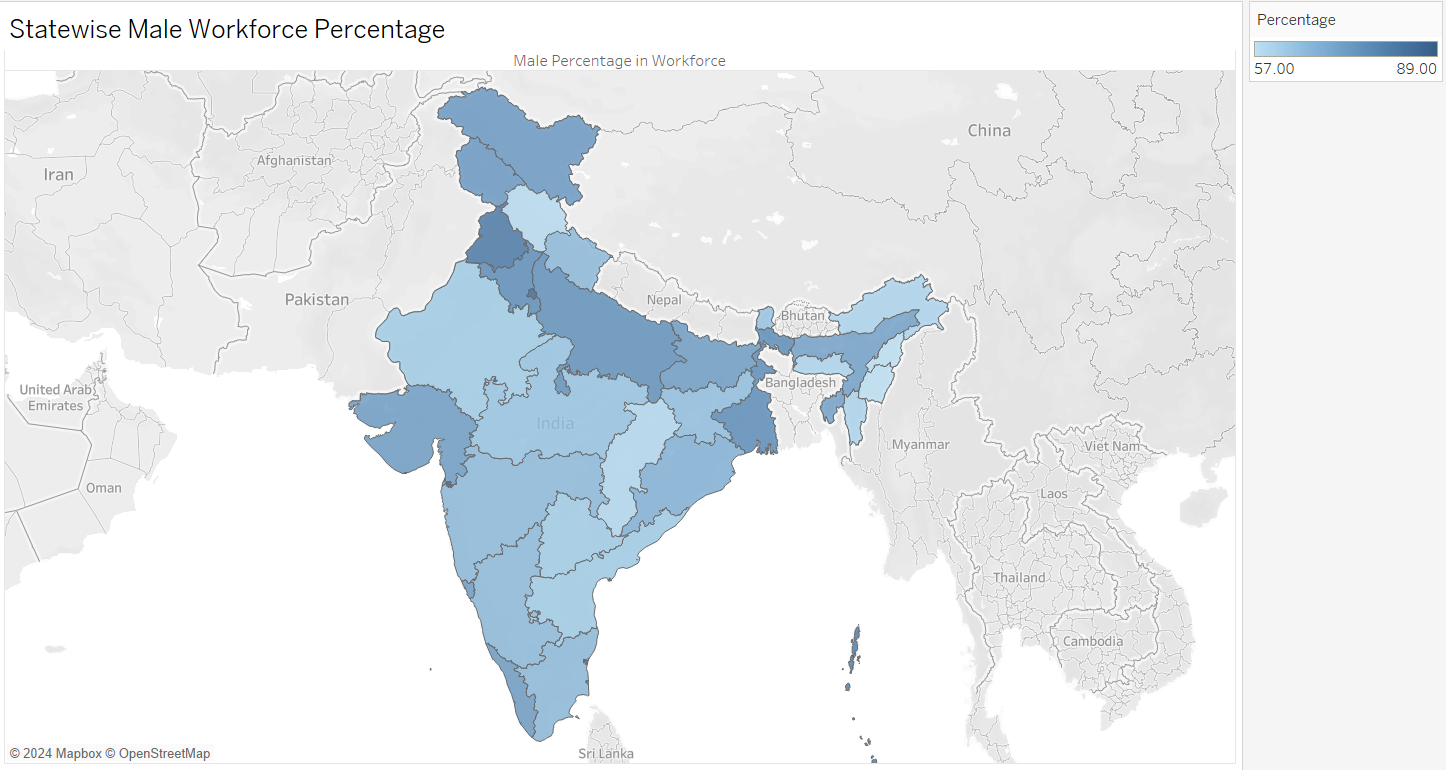 Statewise Male Workforce Percentage
Percentage
Male Percentage in Workforce
57.00 89.00
China
Afghanistan
Iran
Pakistan
Nepal
Bhutan
United Arab
Emirates
Bangladesh
India
Myanmar
Viet Nam
Oman
Laos
Thailand
Cambodia
Sri Lanka
© 2024 Mapbox © OpenStreetMap